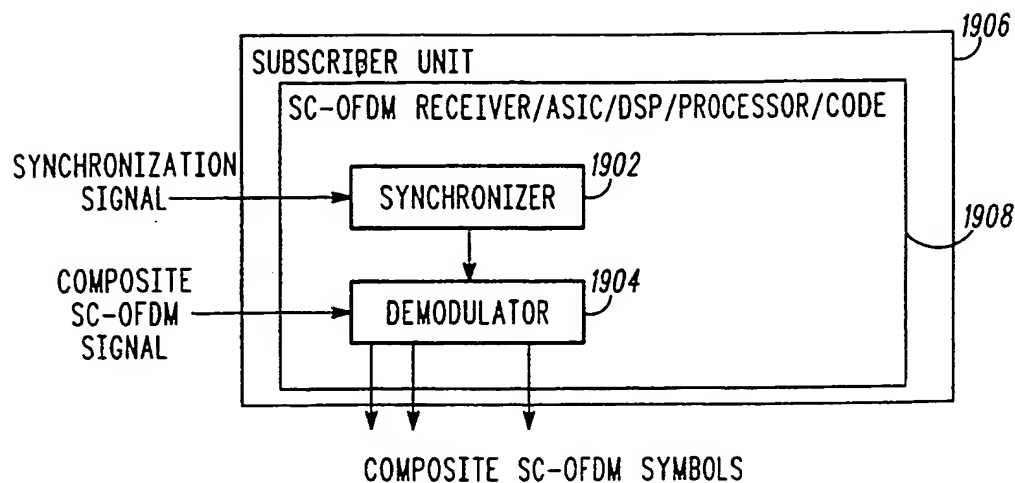 1906
SUBSCRIBER UNIT
SC-OFDM RECEIVER/ASIC/DSP/PROCESSOR/CODE
SYNCHRONIZATION
SIGNAL
1902
SYNCHRONIZER
1908
COMPOSITE
SC-OFDM
SIGNAL
1904
DEMODULATOR
COMPOSITE SC-OFDM SYMBOLS